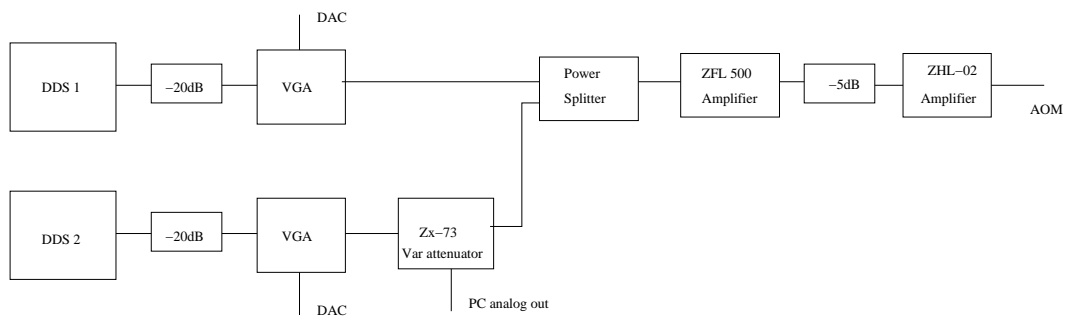 DAC
DDS 1
−20dB
VGA
Power
Splitter
ZFL 500
Amplifier
−5dB
ZHL−02
Amplifier
AOM
DDS 2
−20dB
VGA
Zx−73
Var attenuator
DAC
PC analog out